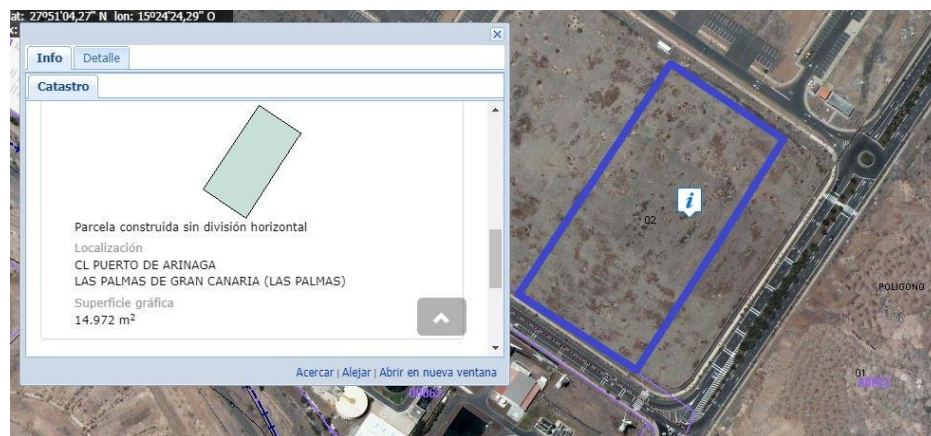 lat: 27º51'04,27" N lon: 15º24'24,29" O
Info
Detalle
Catastro
Parcela construida sin división horizontal
Localización
CL PUERTO DE ARINAGA
LAS PALMAS DE GRAN CANARIA (LAS PALMAS)
Superficie gráfica
14.972 m²
Acercar | Alejar | Abrir en nueva ventana
02
POLIGONO
01